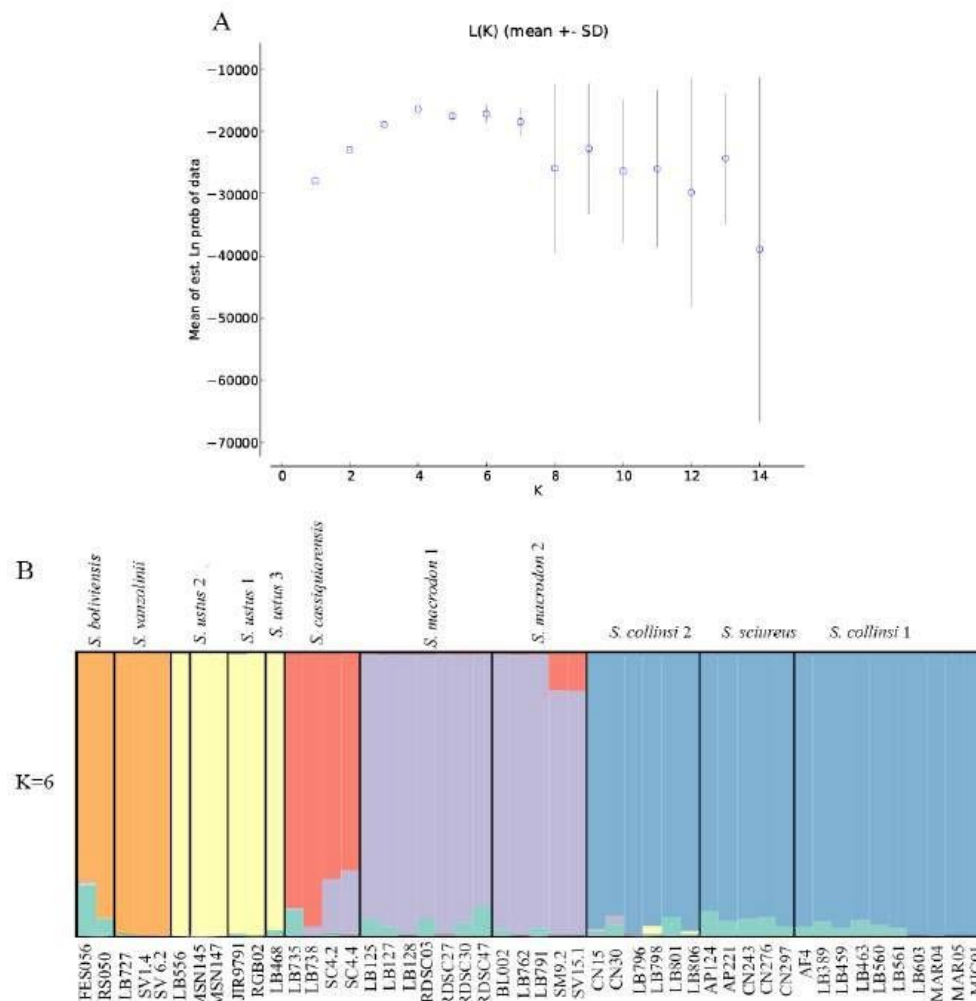 A
L(K) (mean +- SD)
−10000
−20000
−30000
−40000
−50000
−60000
−70000
Mean of est. Ln prob of data
0 2 4 6 8 10 12 14
K
B
S. boliviensis
S. vanzolinii
S. ustus 2
S. ustus 1
S. ustus 3
S. cassiquiarensis
S. macrodon 1
S. macrodon 2
S. collinsi 2
S. sciureus
S. collinsi 1
K=6
FES056
RS050
LB727
SV1.4
SV 6.2
LB556
MSN145
MSN147
JIR9791
RGB02
LB468
LB735
LB738
SC4.2
SC4.4
LB125
LB127
LB128
RDSC03
RDSC27
RDSC30
RDSC47
BL002
LB762
LB791
SM9.2
SV15.1
CN15
CN30
LB796
LB798
LB801
LB806
AP124
AP221
CN243
CN276
CN297
AF4
LB389
LB459
LB463
LB560
LB561
LB603
MAR04
MAR05